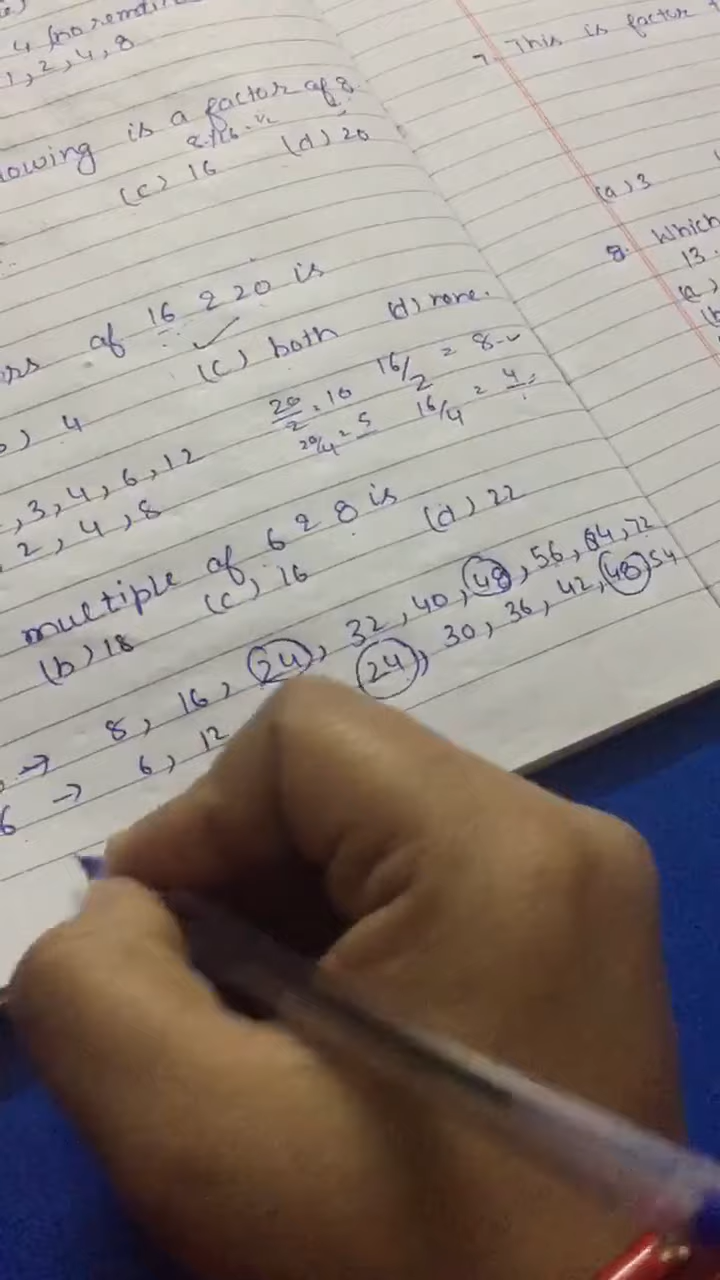 4 (no remai
1, 2, 4, 8
owing is a factor of 8.
(c) 16 (d) 20
rs of 16 & 20 is
) 4 (c) both (d) none.
20/2 = 10 16/2 = 8
20/4 = 5 16/4 = 4
, 3, 4, 6, 12
2, 4, 8
multiple of 6 & 8 is
(b) 18 (c) 16 (d) 22
→ 8, 16, 24, 32, 40, 48, 56, 64, 72
6 → 6, 12 24, 30, 36, 42, 48, 54
7. This is factor
(a) 3
8. Which
13.
(a)
(b